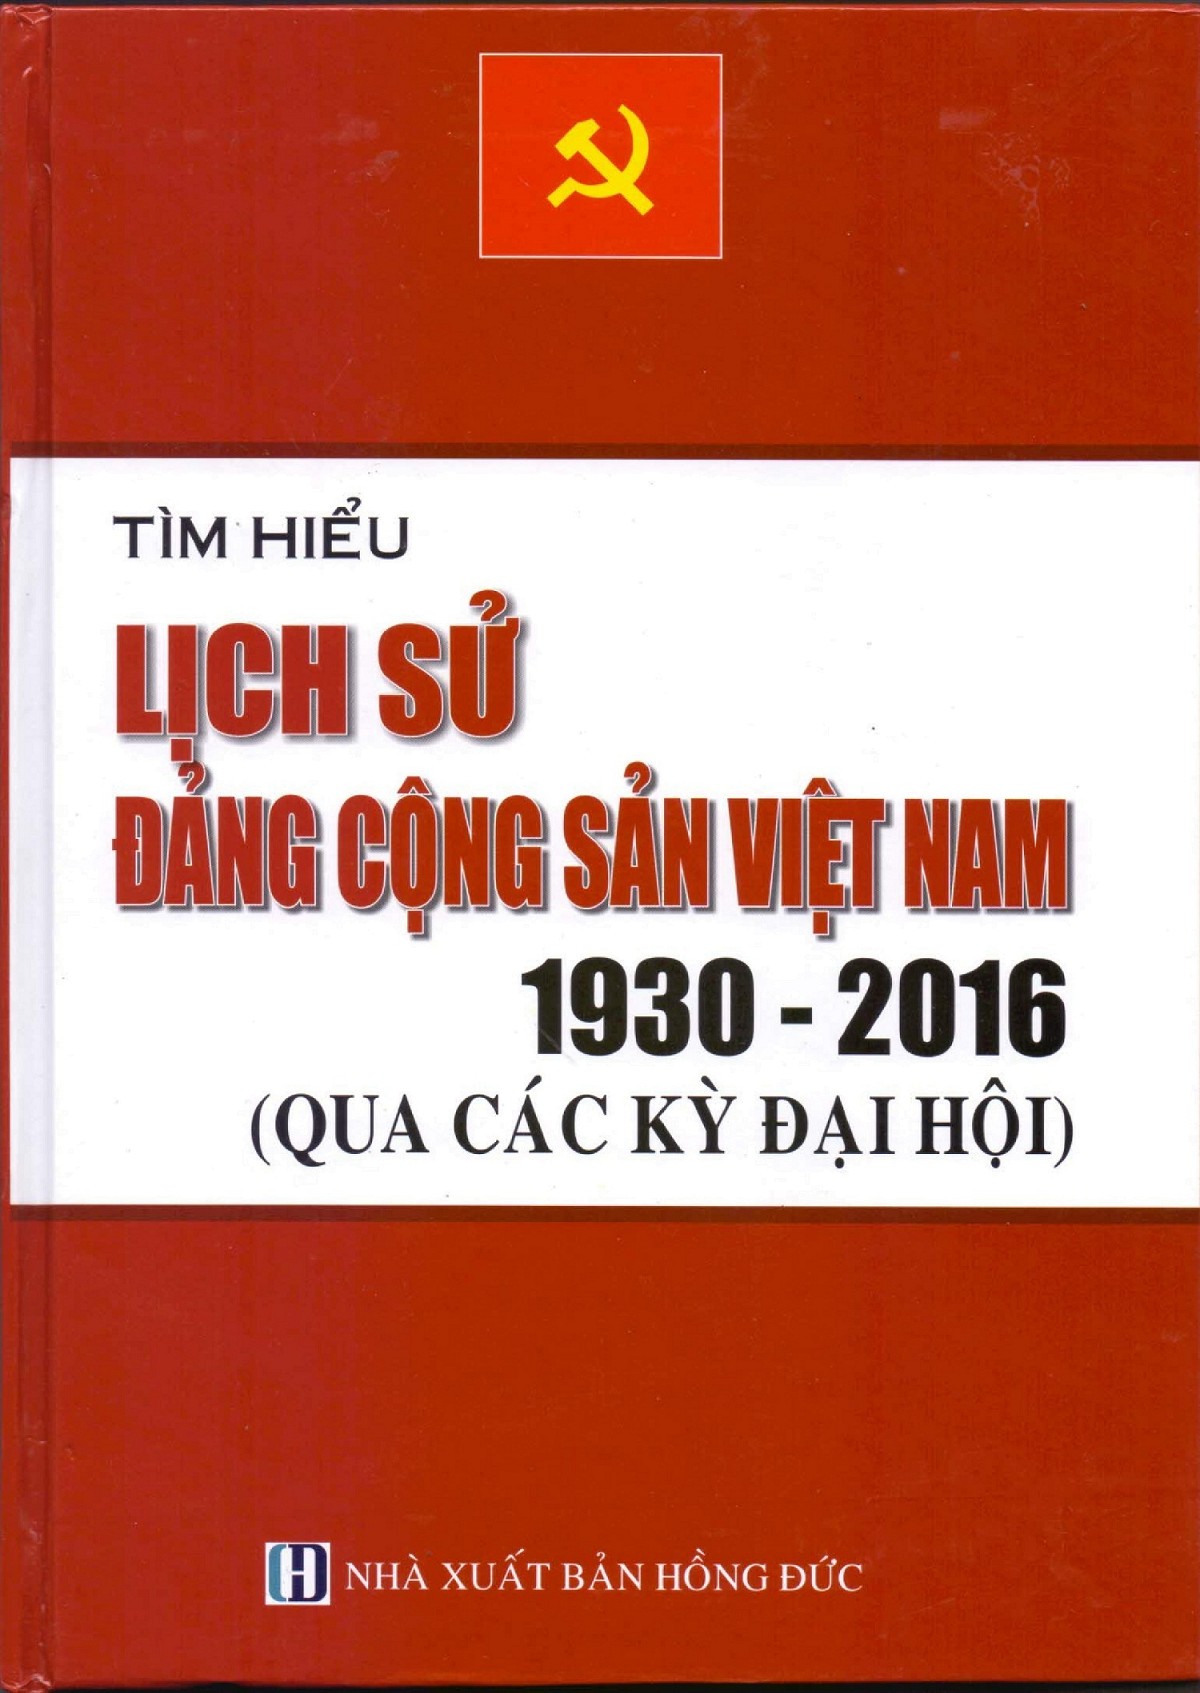 TÌM HIỂU
LỊCH SỬ
ĐẢNG CỘNG SẢN VIỆT NAM
1930 - 2016
(QUA CÁC KỲ ĐẠI HỘI)
HD NHÀ XUẤT BẢN HỒNG ĐỨC